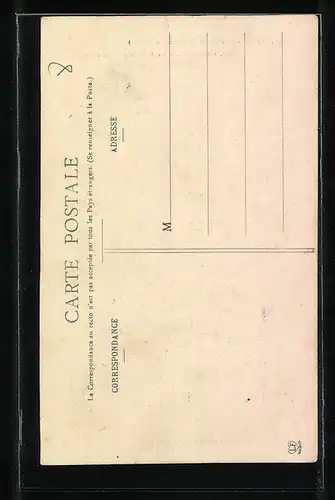 8
CARTE POSTALE
La Correspondance au recto n'est pas acceptée par tous les Pays étrangers. (Se renseigner à la Poste.)
CORRESPONDANCE
ADRESSE
M